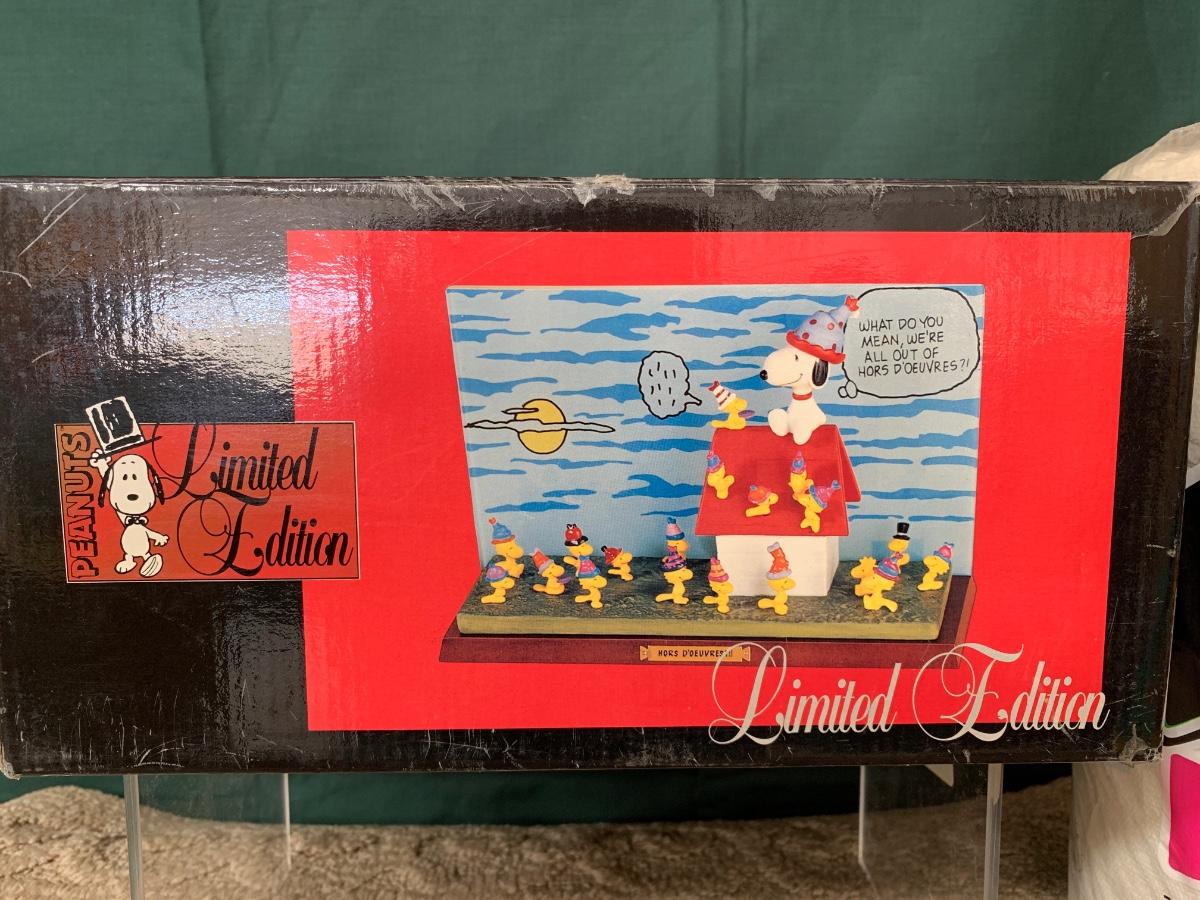 PEANUTS
Limited
Edition
WHAT DO YOU
MEAN, WE'RE
ALL OUT OF
HORS D'OEUVRES?!
HORS D'OEUVRES?!
Limited Edition